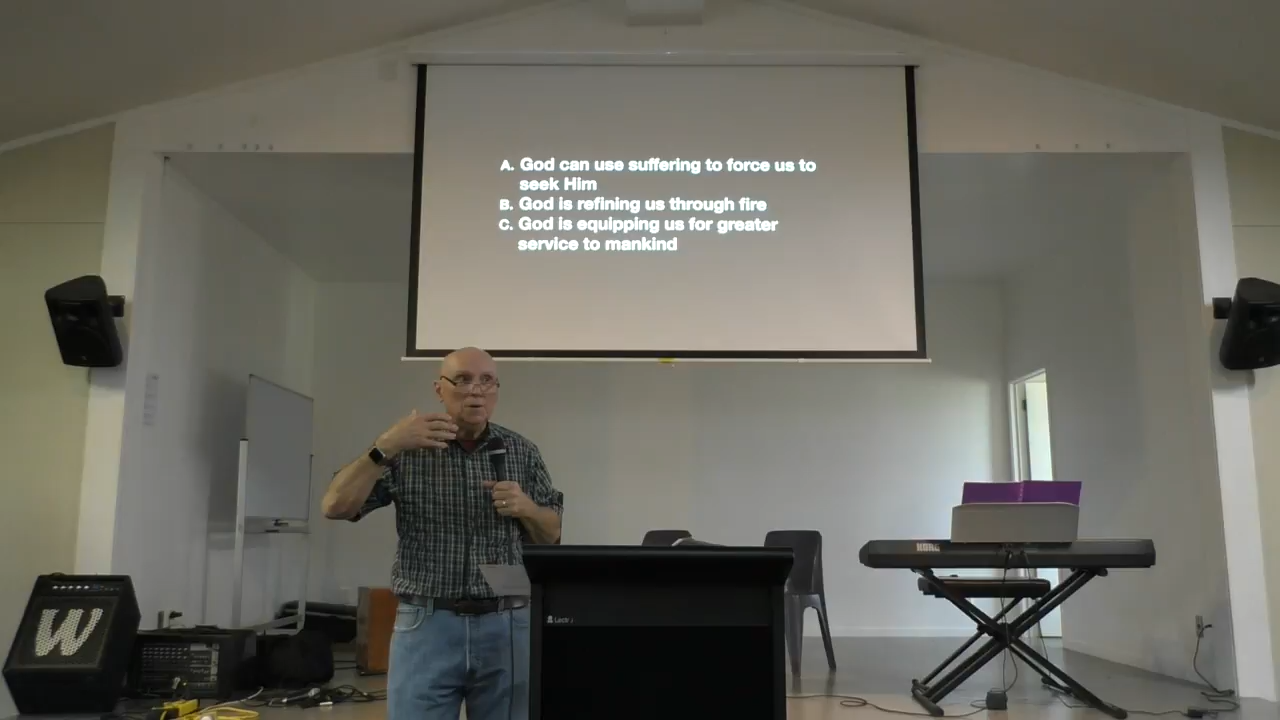 A. God can use suffering to force us to
seek Him
B. God is refining us through fire
C. God is equipping us for greater
service to mankind
KORG
W